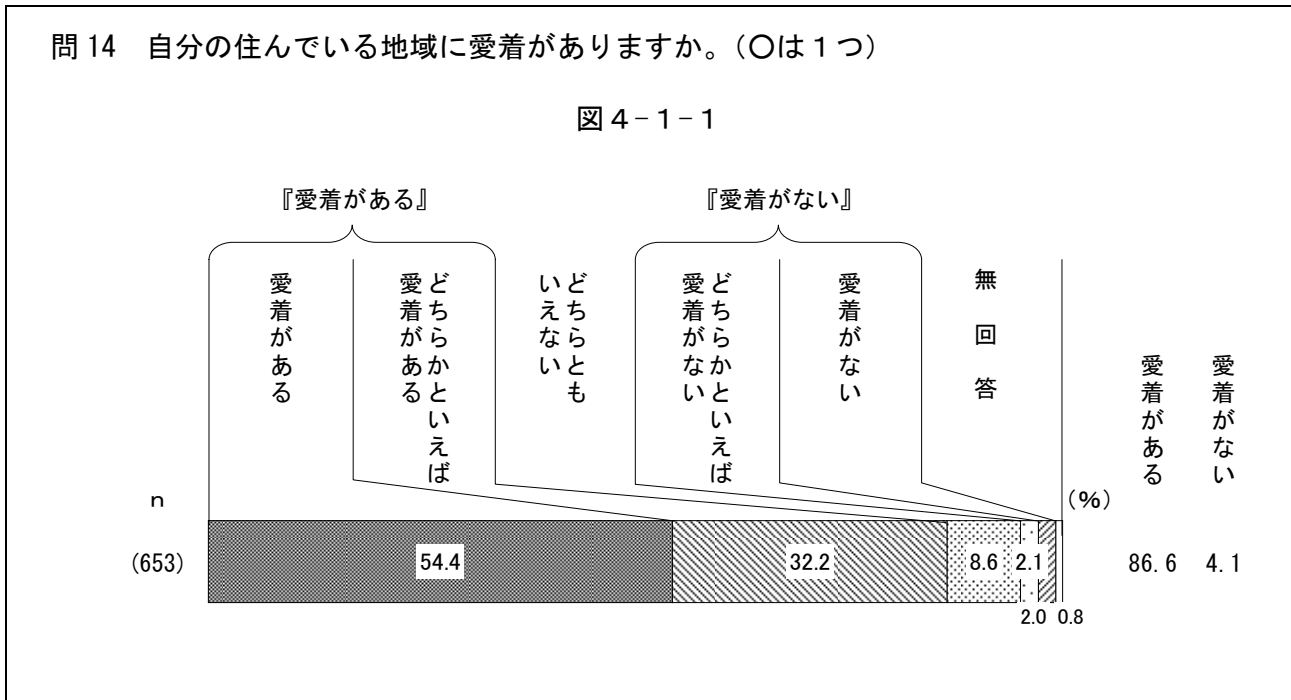 問14 自分の住んでいる地域に愛着がありますか。(〇は1つ)
図4-1-1
『愛着がある』
『愛着がない』
愛着がある
どちらかといえば
愛着がある
どちらとも
いえない
どちらかといえば
愛着がない
愛着がない
無回答
愛着がある
愛着がない
n
(%)
(653)
54.4
32.2
8.6
2.1
86.6
4.1
2.0
0.8